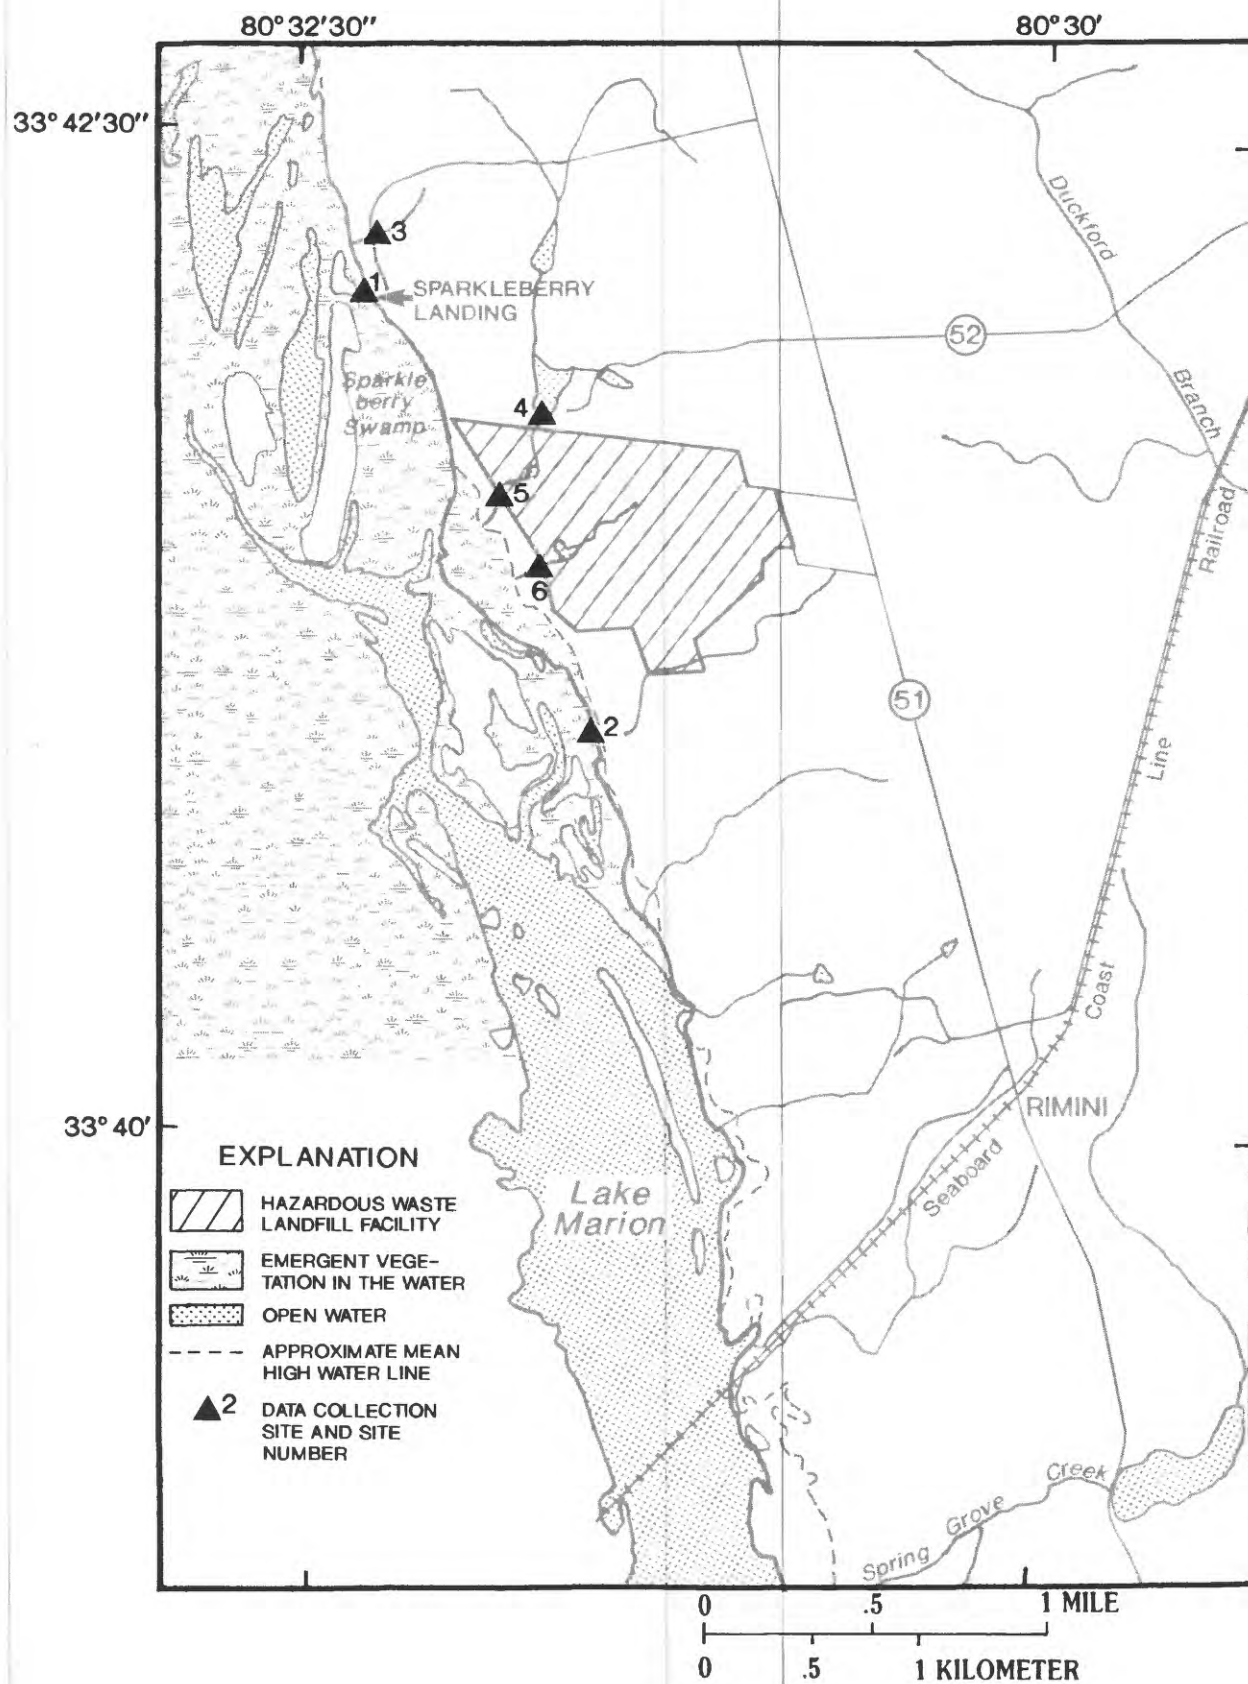 80° 32'30"
80° 30'
33° 42'30"
Duckford
Branch
3
1
SPARKLEBERRY
LANDING
52
Sparkle
berry
Swamp
4
5
6
Railroad
51
2
Line
Coast
RIMINI
Seaboard
33° 40'
EXPLANATION
HAZARDOUS WASTE
LANDFILL FACILITY
EMERGENT VEGE-
TATION IN THE WATER
OPEN WATER
APPROXIMATE MEAN
HIGH WATER LINE
2 DATA COLLECTION
SITE AND SITE
NUMBER
Lake
Marion
Spring Grove Creek
0 .5 1 MILE
0 .5 1 KILOMETER